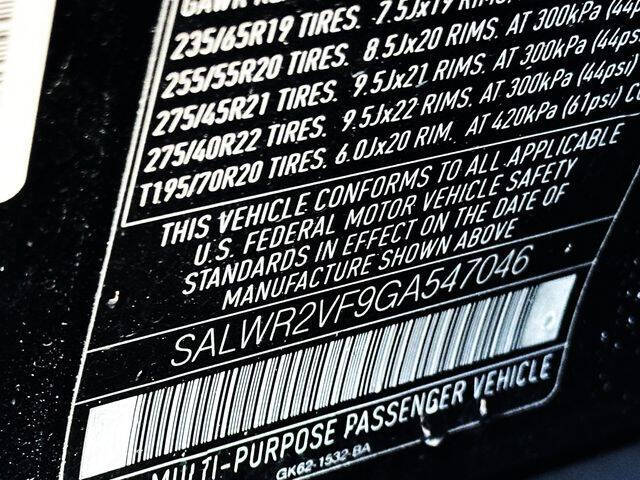 235/65R19 TIRES. 7.5Jx19 RIMS.
255/55R20 TIRES. 8.5Jx20 RIMS. AT 300kPa (44psi)
275/45R21 TIRES. 9.5Jx21 RIMS. AT 300kPa (44psi)
275/40R22 TIRES. 9.5Jx22 RIMS. AT 300kPa (44psi)
T195/70R20 TIRES. 6.0Jx20 RIM. AT 420kPa (61psi)
THIS VEHICLE CONFORMS TO ALL APPLICABLE
U.S. FEDERAL MOTOR VEHICLE SAFETY
STANDARDS IN EFFECT ON THE DATE OF
MANUFACTURE SHOWN ABOVE
SALWR2VF9GA547046
MULTI-PURPOSE PASSENGER VEHICLE
GK62-1532-BA